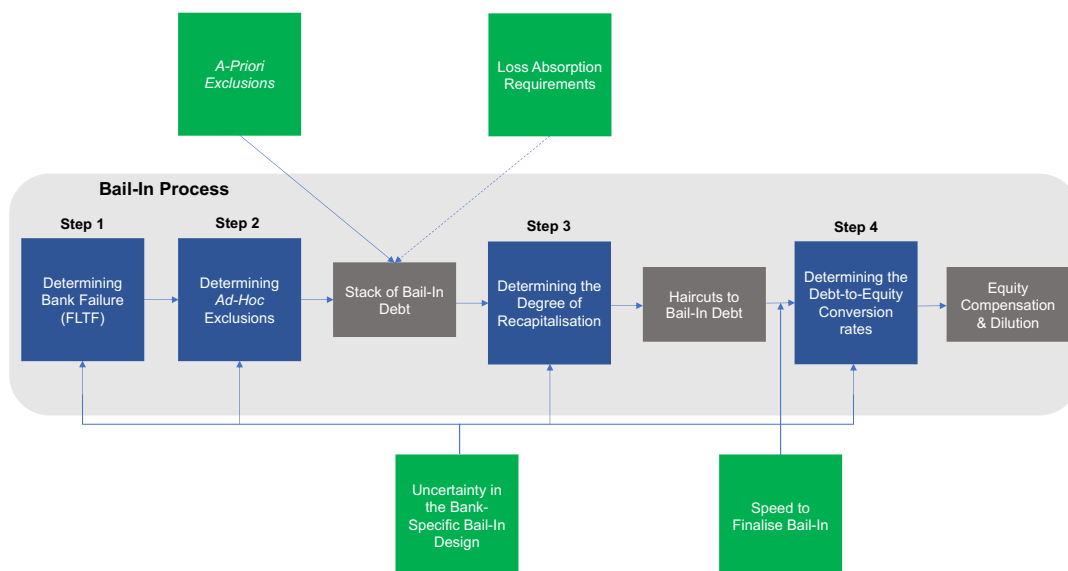 A-Priori
Exclusions
Loss Absorption
Requirements
Bail-In Process
Step 1
Step 2
Step 3
Step 4
Determining
Bank Failure
(FLTF)
Determining
Ad-Hoc
Exclusions
Stack of Bail-In
Debt
Determining the
Degree of
Recapitalisation
Haircuts to
Bail-In Debt
Determining the
Debt-to-Equity
Conversion
rates
Equity
Compensation
& Dilution
Uncertainty in
the Bank-
Specific Bail-In
Design
Speed to
Finalise Bail-In